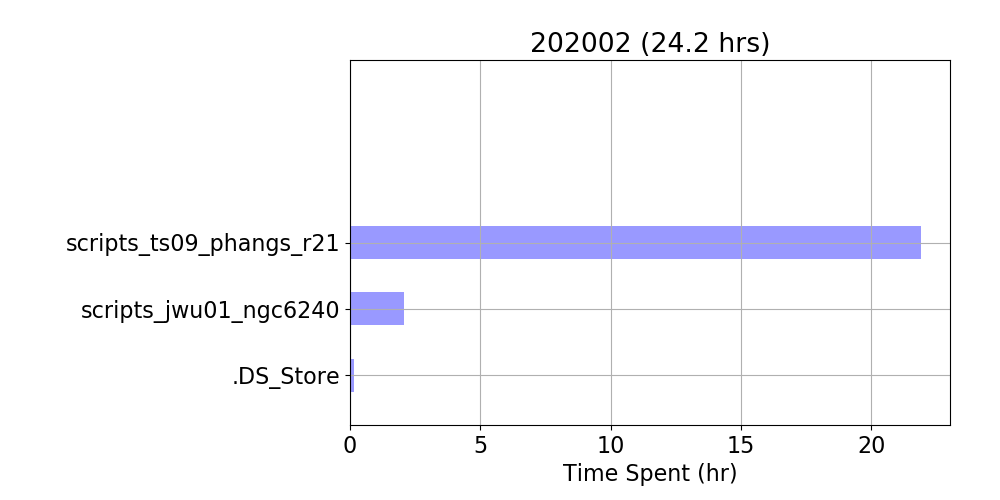 202002 (24.2 hrs)
scripts_ts09_phangs_r21
scripts_jwu01_ngc6240
.DS_Store
0 5 10 15 20
Time Spent (hr)